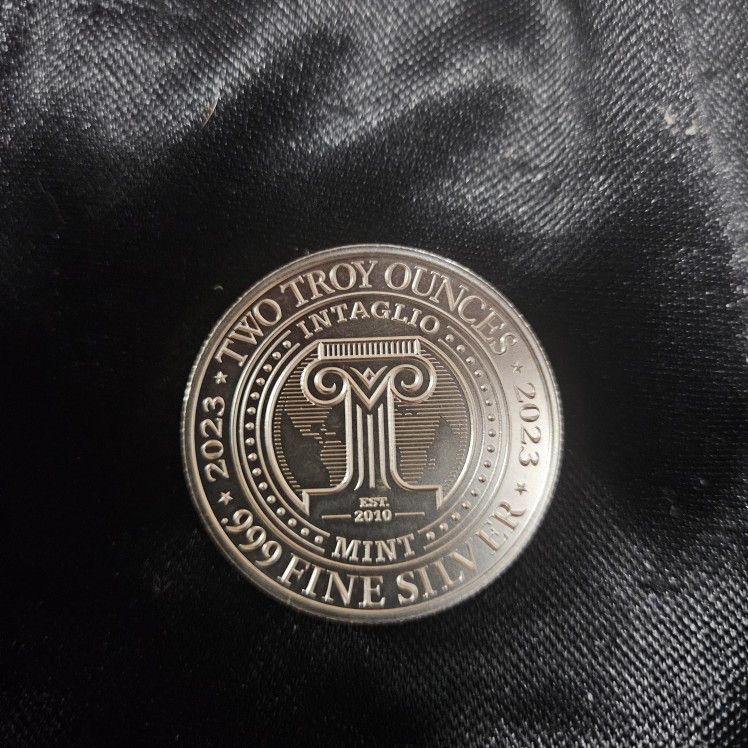 TWO TROY OUNCES
★ 2023 ★
.999 FINE SILVER
★ 2023 ★
INTAGLIO
EST.
2010
MINT